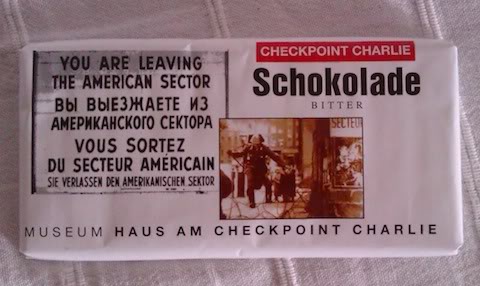 YOU ARE LEAVING
THE AMERICAN SECTOR
ВЫ ВЫЕЗЖАЕТЕ ИЗ
АМЕРИКАНСКОГО СЕКТОРА
VOUS SORTEZ
DU SECTEUR AMÉRICAIN
SIE VERLASSEN DEN AMERIKANISCHEN SEKTOR
CHECKPOINT CHARLIE
Schokolade
BITTER
SECTEU
MUSEUM HAUS AM CHECKPOINT CHARLIE